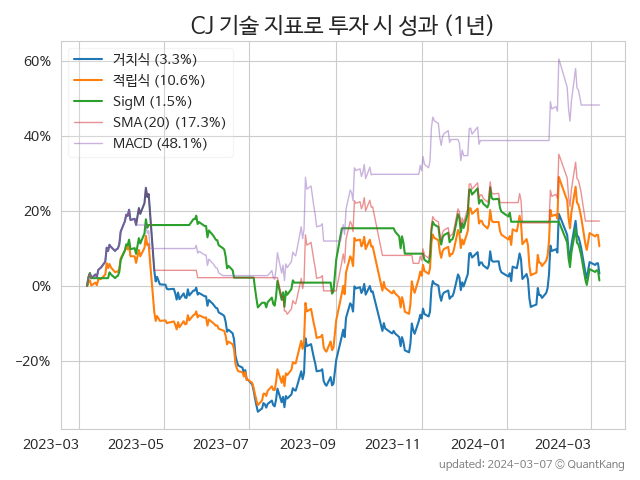 CJ 기술 지표로 투자 시 성과 (1년)
60%
40%
20%
0%
−20%
거치식 (3.3%)
적립식 (10.6%)
SigM (1.5%)
SMA(20) (17.3%)
MACD (48.1%)
2023-03 2023-05 2023-07 2023-09 2023-11 2024-01 2024-03
updated: 2024-03-07 © QuantKang